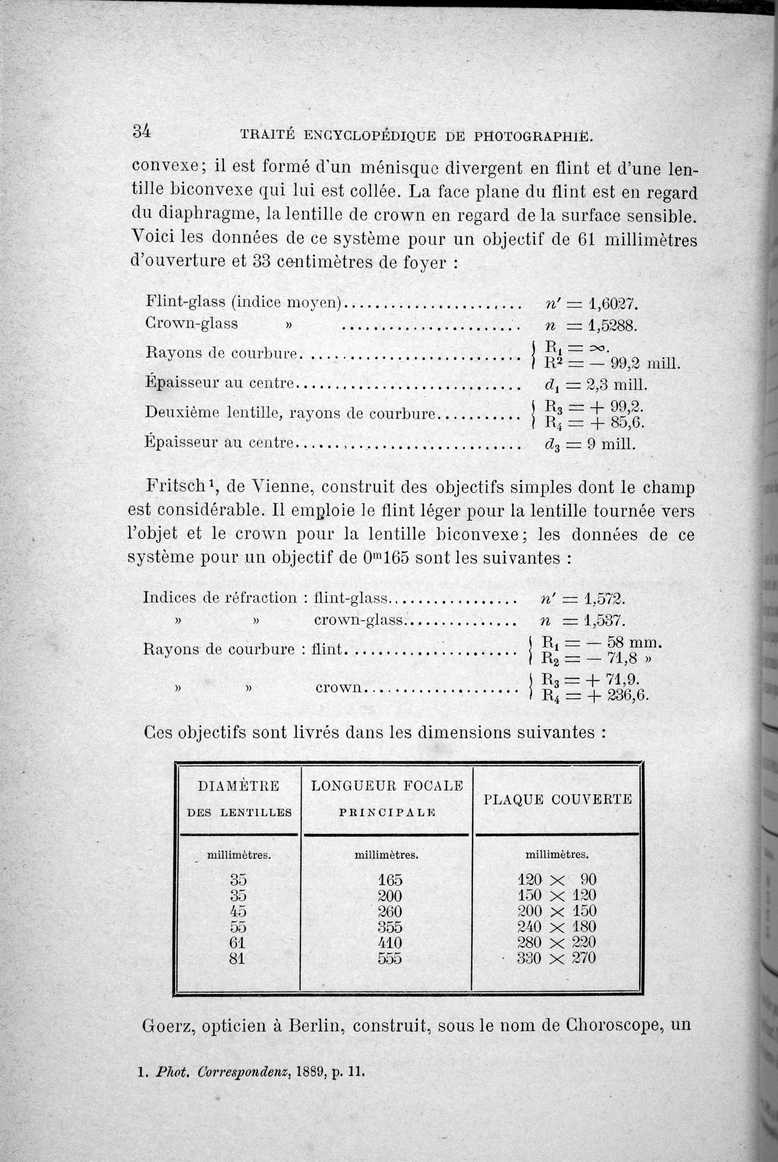 34 TRAITÉ ENCYCLOPÉDIQUE DE PHOTOGRAPHIE.
convexe; il est formé d'un ménisque divergent en flint et d'une len-
tille biconvexe qui lui est collée. La face plane du flint est en regard
du diaphragme, la lentille de crown en regard de la surface sensible.
Voici les données de ce système pour un objectif de 61 millimètres
d'ouverture et 33 centimètres de foyer :
Flint-glass (indice moyen)....................... n' = 1,6027.
Crown-glass » ....................... n = 1,5288.
Rayons de courbure............................ { R₁ = ∞.
R² = — 99,2 mill.
Épaisseur au centre............................ d₁ = 2,3 mill.
Deuxième lentille, rayons de courbure........... { R₃ = + 99,2.
R₄ = + 85,6.
Épaisseur au centre............................ d₃ = 9 mill.
Fritsch¹, de Vienne, construit des objectifs simples dont le champ
est considérable. Il emploie le flint léger pour la lentille tournée vers
l'objet et le crown pour la lentille biconvexe; les données de ce
système pour un objectif de 0ᵐ165 sont les suivantes :
Indices de réfraction : flint-glass................ n' = 1,572.
» » crown-glass............... n = 1,537.
Rayons de courbure : flint...................... { R₁ = — 58 mm.
R₂ = — 71,8 »
» » crown.................... { R₃ = + 71,9.
R₄ = + 236,6.
Ces objectifs sont livrés dans les dimensions suivantes :
DIAMÈTRE LONGUEUR FOCALE PLAQUE COUVERTE
DES LENTILLES PRINCIPALE
millimètres. millimètres. millimètres.
35 165 120 × 90
35 200 150 × 120
45 260 200 × 150
55 355 240 × 180
61 410 280 × 220
81 555 330 × 270
Goerz, opticien à Berlin, construit, sous le nom de Choroscope, un
1. Phot. Correspondenz, 1889, p. 11.